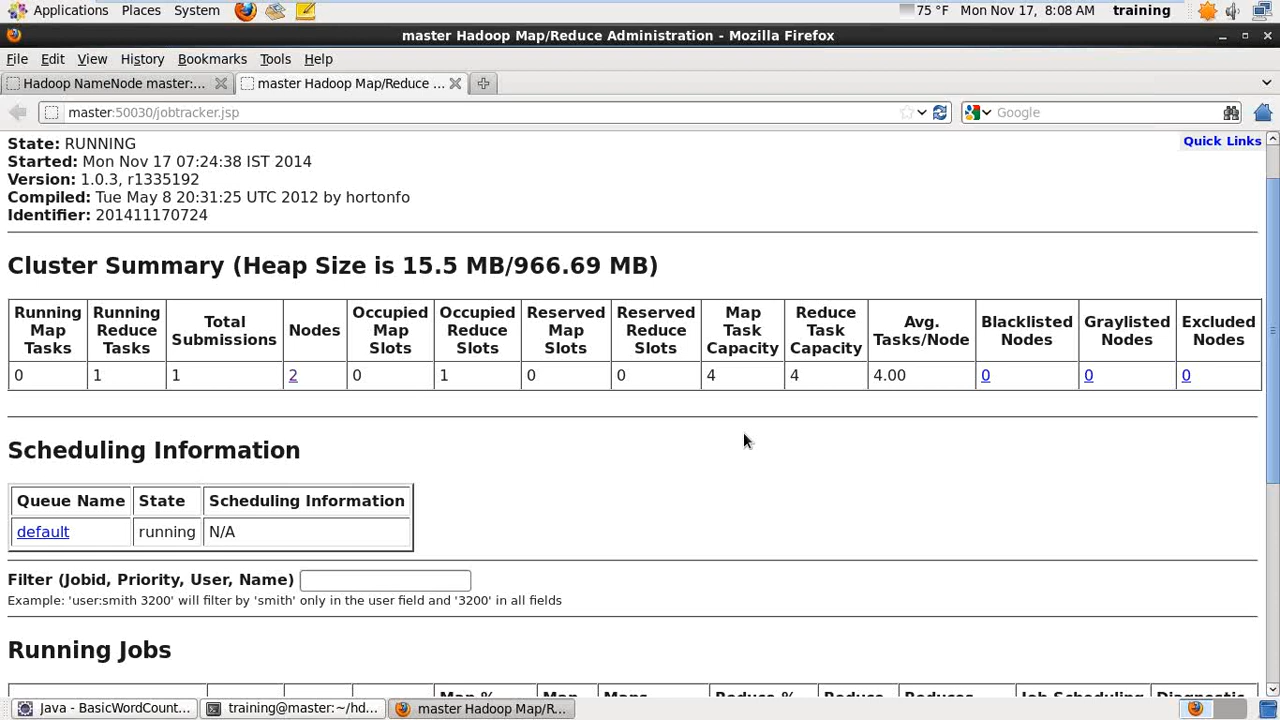 Applications Places System 75 °F Mon Nov 17, 8:08 AM training
master Hadoop Map/Reduce Administration - Mozilla Firefox
File Edit View History Bookmarks Tools Help
Hadoop NameNode master:... master Hadoop Map/Reduce ...
master:50030/jobtracker.jsp Google
State: RUNNING Quick Links
Started: Mon Nov 17 07:24:38 IST 2014
Version: 1.0.3, r1335192
Compiled: Tue May 8 20:31:25 UTC 2012 by hortonfo
Identifier: 201411170724
Cluster Summary (Heap Size is 15.5 MB/966.69 MB)
Running Map Tasks Running Reduce Tasks Total Submissions Nodes Occupied Map Slots Occupied Reduce Slots Reserved Map Slots Reserved Reduce Slots Map Task Capacity Reduce Task Capacity Avg. Tasks/Node Blacklisted Nodes Graylisted Nodes Excluded Nodes
0 1 1 2 0 1 0 0 4 4 4.00 0 0 0
Scheduling Information
Queue Name State Scheduling Information
default running N/A
Filter (Jobid, Priority, User, Name)
Example: 'user:smith 3200' will filter by 'smith' only in the user field and '3200' in all fields
Running Jobs
Map % Map Maps Reduce % Reduce Reduces Job Scheduling Diagnostic
Java - BasicWordCount... training@master:~/hd... master Hadoop Map/R...